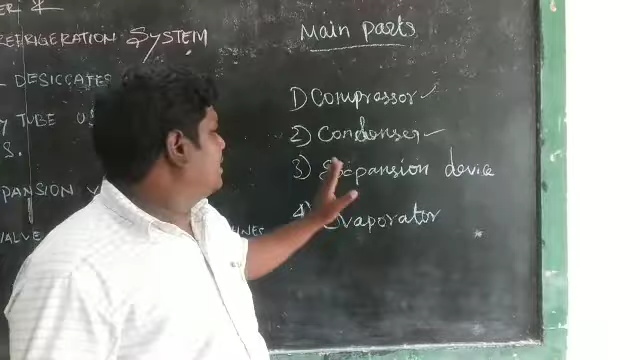 REFRIGERATION SYSTEM
DESICCATES
TUBE
S.
PANSION
VALVE
Main parts
1) Compressor
2) Condenser
3) Expansion device
4) Evaporator